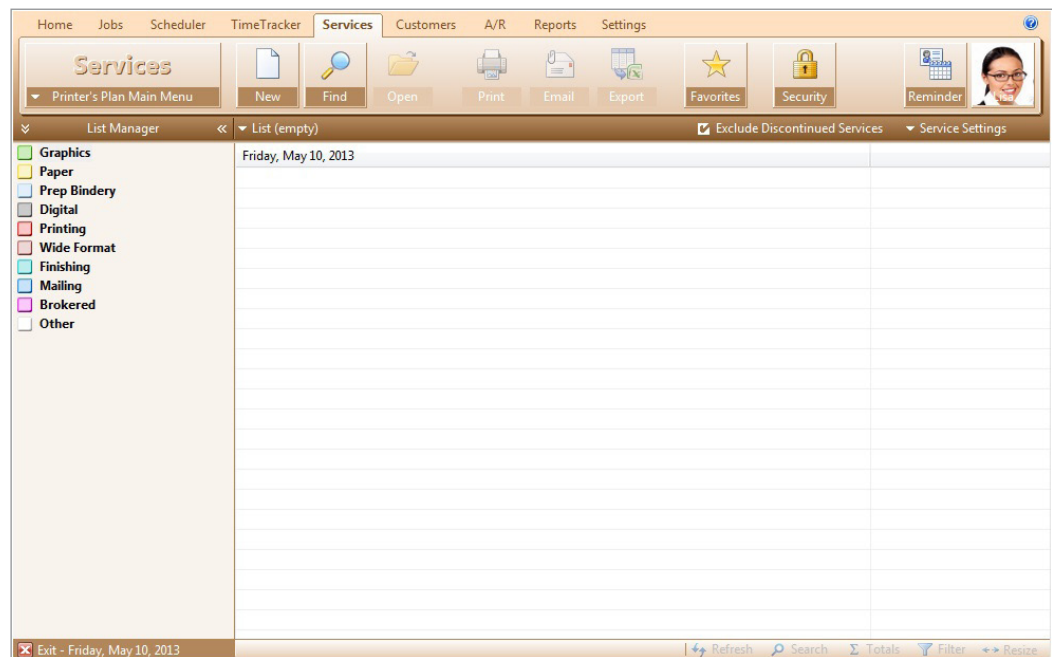 Home Jobs Scheduler TimeTracker Services Customers A/R Reports Settings
Services
Printer's Plan Main Menu New Find Open Print Email Export Favorites Security Reminder Lisa
List Manager List (empty) Exclude Discontinued Services Service Settings
Graphics Friday, May 10, 2013
Paper
Prep Bindery
Digital
Printing
Wide Format
Finishing
Mailing
Brokered
Other
Exit - Friday, May 10, 2013 Refresh Search Σ Totals Filter Resize